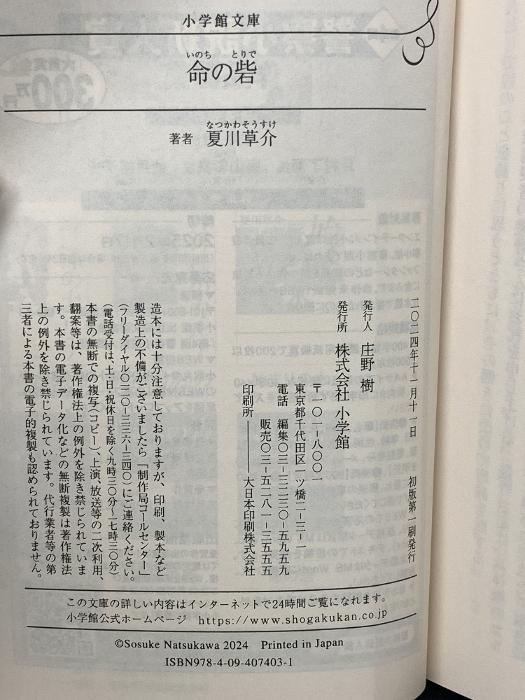 小学館文庫
いのち とりで
命の砦
なつかわそうすけ
著者 夏川草介
二〇二四年十一月十一日 初版第一刷発行
発行人 庄野 樹
発行所 株式会社 小学館
〒一〇一-八〇〇一
東京都千代田区一ツ橋二-三-一
電話 編集〇三-三二三〇-五九五九
販売〇三-五二八一-三五五五
印刷所――――大日本印刷株式会社
造本には十分注意しておりますが、印刷、製本など
製造上の不備がございましたら「制作局コールセンター」
(フリーダイヤル〇一二〇-三三六-三四〇)にご連絡ください。
(電話受付は、土・日・祝休日を除く九時三〇分〜一七時三〇分)
本書の無断での複写(コピー)、上演、放送等の二次利用、
翻案等は、著作権法上の例外を除き禁じられていま
す。本書の電子データ化などの無断複製は著作権法
上の例外を除き禁じられています。代行業者等の第
三者による本書の電子的複製も認められておりません。
この文庫の詳しい内容はインターネットで24時間ご覧になれます。
小学館公式ホームページ https://www.shogakukan.co.jp
©Sosuke Natsukawa 2024 Printed in Japan
ISBN978-4-09-407403-1